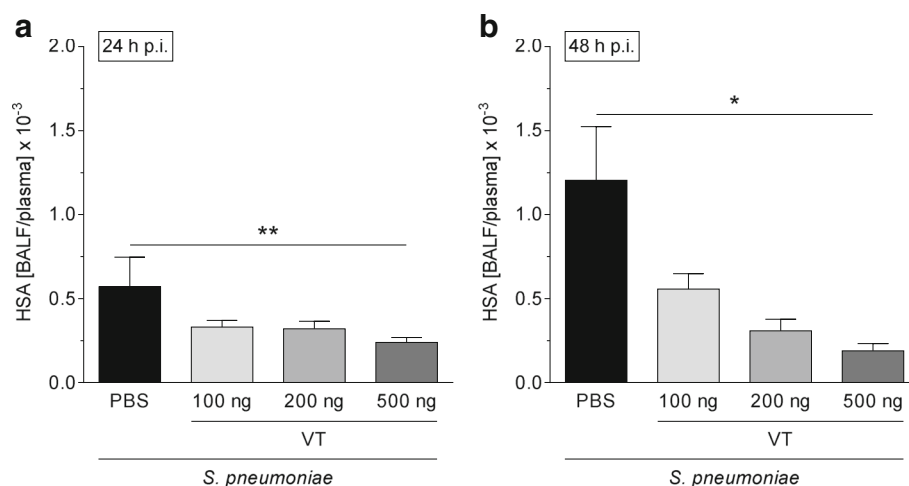 a
24 h p.i.
HSA [BALF/plasma] x 10⁻³
2.0
1.5
1.0
0.5
0.0
**
PBS 100 ng 200 ng 500 ng
VT
S. pneumoniae
b
48 h p.i.
HSA [BALF/plasma] x 10⁻³
2.0
1.5
1.0
0.5
0.0
*
PBS 100 ng 200 ng 500 ng
VT
S. pneumoniae